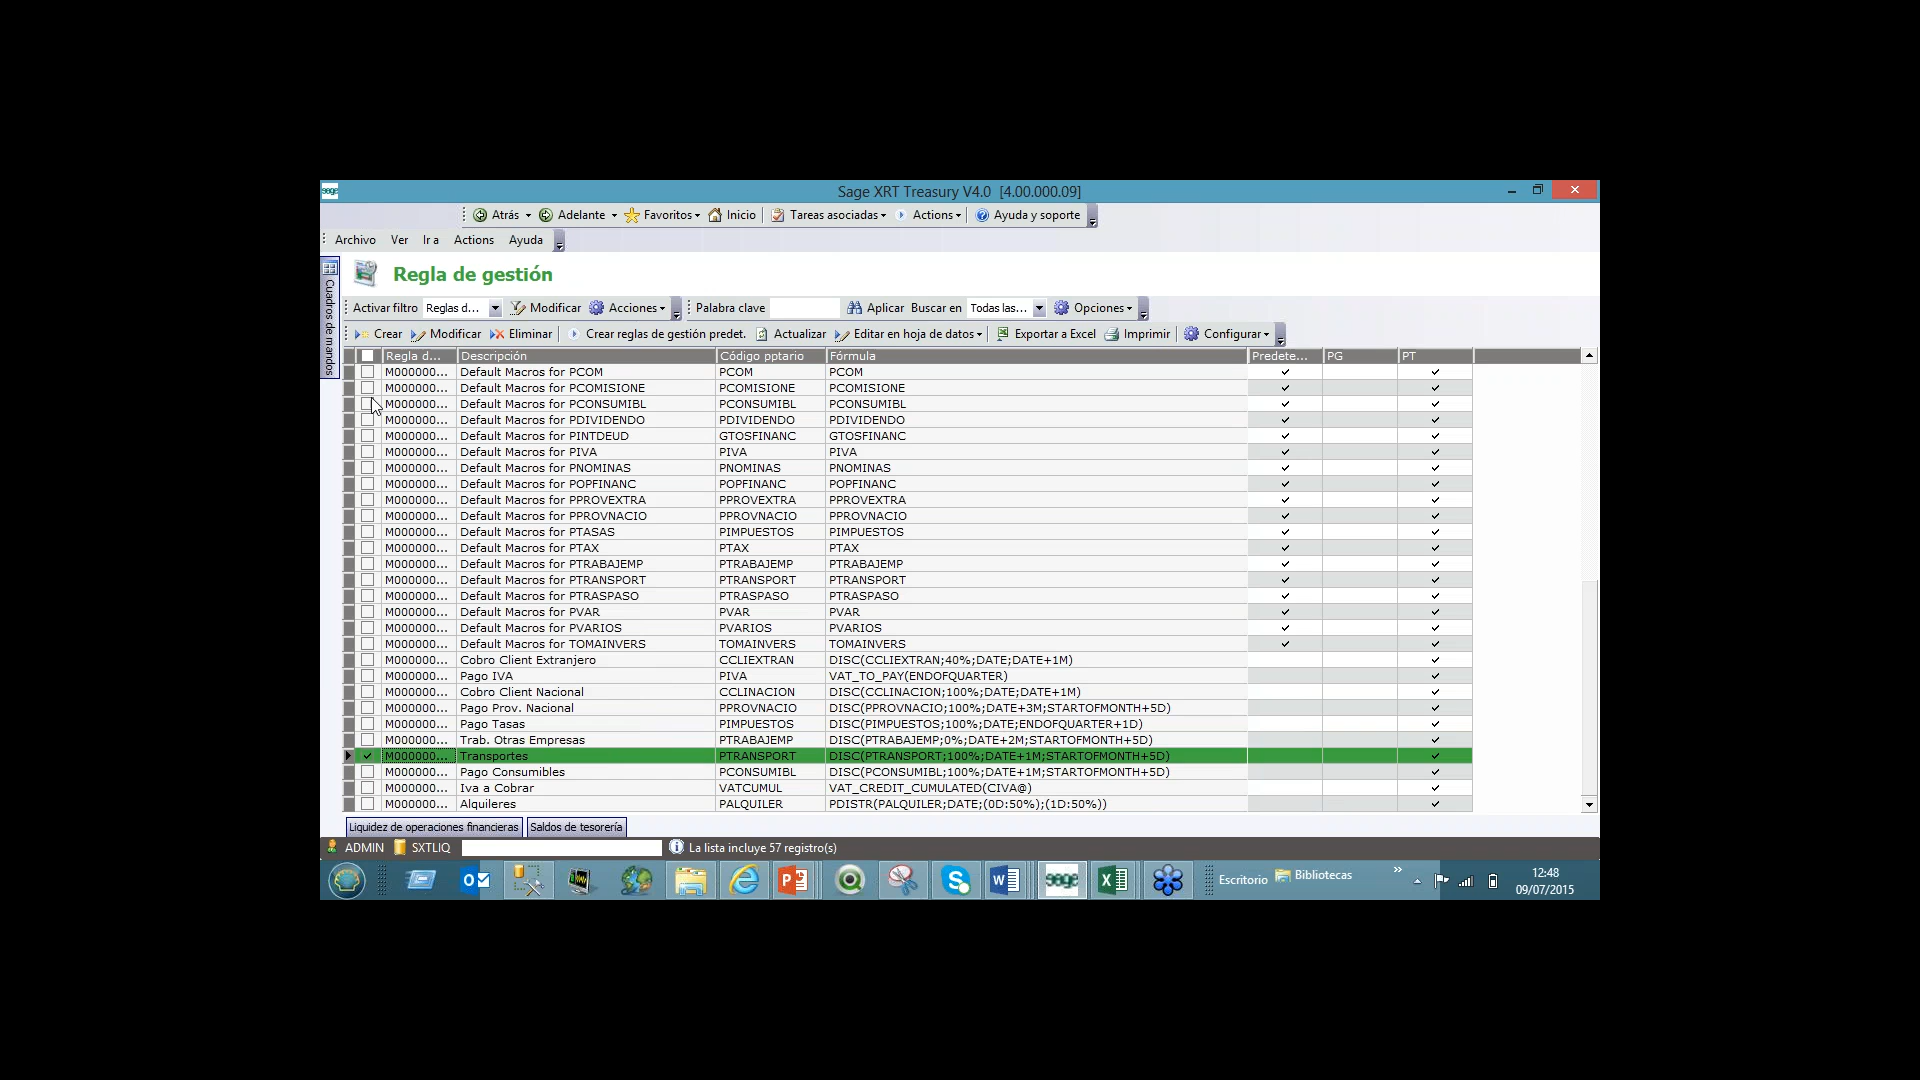 sage Sage XRT Treasury V4.0 [4.00.000.09]
Atrás Adelante Favoritos Inicio Tareas asociadas Actions Ayuda y soporte
Archivo Ver Ir a Actions Ayuda
Cuadros de mandos
Regla de gestión
Activar filtro Reglas d... Modificar Acciones Palabra clave Aplicar Buscar en Todas las... Opciones
Crear Modificar Eliminar Crear reglas de gestión predet. Actualizar Editar en hoja de datos Exportar a Excel Imprimir Configurar
Regla d... Descripción Código pptario Fórmula Predete... PG PT
M000000... Default Macros for PCOM PCOM PCOM
M000000... Default Macros for PCOMISIONE PCOMISIONE PCOMISIONE
M000000... Default Macros for PCONSUMIBL PCONSUMIBL PCONSUMIBL
M000000... Default Macros for PDIVIDENDO PDIVIDENDO PDIVIDENDO
M000000... Default Macros for PINTDEUD GTOSFINANC GTOSFINANC
M000000... Default Macros for PIVA PIVA PIVA
M000000... Default Macros for PNOMINAS PNOMINAS PNOMINAS
M000000... Default Macros for POPFINANC POPFINANC POPFINANC
M000000... Default Macros for PPROVEXTRA PPROVEXTRA PPROVEXTRA
M000000... Default Macros for PPROVNACIO PPROVNACIO PPROVNACIO
M000000... Default Macros for PTASAS PIMPUESTOS PIMPUESTOS
M000000... Default Macros for PTAX PTAX PTAX
M000000... Default Macros for PTRABAJEMP PTRABAJEMP PTRABAJEMP
M000000... Default Macros for PTRANSPORT PTRANSPORT PTRANSPORT
M000000... Default Macros for PTRASPASO PTRASPASO PTRASPASO
M000000... Default Macros for PVAR PVAR PVAR
M000000... Default Macros for PVARIOS PVARIOS PVARIOS
M000000... Default Macros for TOMAINVERS TOMAINVERS TOMAINVERS
M000000... Cobro Client Extranjero CCLIEXTRAN DISC(CCLIEXTRAN;40%;DATE;DATE+1M)
M000000... Pago IVA PIVA VAT_TO_PAY(ENDOFQUARTER)
M000000... Cobro Client Nacional CCLINACION DISC(CCLINACION;100%;DATE;DATE+1M)
M000000... Pago Prov. Nacional PPROVNACIO DISC(PPROVNACIO;100%;DATE+3M;STARTOFMONTH+5D)
M000000... Pago Tasas PIMPUESTOS DISC(PIMPUESTOS;100%;DATE;ENDOFQUARTER+1D)
M000000... Trab. Otras Empresas PTRABAJEMP DISC(PTRABAJEMP;0%;DATE+2M;STARTOFMONTH+5D)
M000000... Transportes PTRANSPORT DISC(PTRANSPORT;100%;DATE+1M;STARTOFMONTH+5D)
M000000... Pago Consumibles PCONSUMIBL DISC(PCONSUMIBL;100%;DATE+1M;STARTOFMONTH+5D)
M000000... Iva a Cobrar VATCUMUL VAT_CREDIT_CUMULATED(CIVA@)
M000000... Alquileres PALQUILER PDISTR(PALQUILER;DATE;(0D:50%);(1D:50%))
Liquidez de operaciones financieras Saldos de tesorería
ADMIN SXTLIQ La lista incluye 57 registro(s)
sage Escritorio Bibliotecas » 12:48
09/07/2015